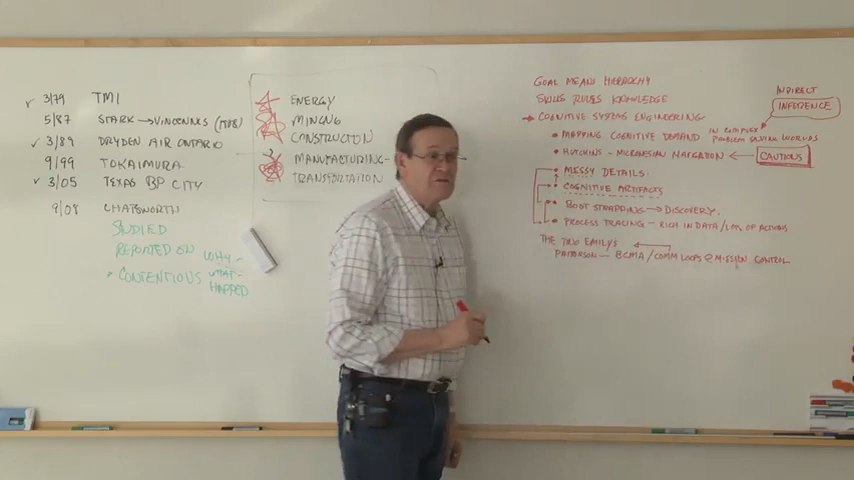 3/79 TMI
5/87 STARK → VINCENNES (7/88)
3/89 DRYDEN AIR ONTARIO
9/99 TOKAIMURA
3/05 TEXAS BP CITY
9/08 CHATSWORTH
STUDIED
REPORTED ON WHY -
CONTENTIOUS WHAT-
HAPPED
ENERGY
MINING
CONSTRUCTION
MANUFACTURING-
TRANSPORTATION
GOAL MEANS HIERARCHY
SKILLS RULES KNOWLEDGE
→ COGNITIVE SYSTEMS ENGINEERING
• MAPPING COGNITIVE DEMAND IN COMPLEX
PROBLEM SOLVING WORLDS
• HUTCHINS - MICRONESIAN NAVIGATION
• MESSY DETAILS
• COGNITIVE ARTIFACTS
• BOOT STRAPPING → DISCOVERY.
• PROCESS TRACING - RICH IN DATA/LOTS OF ACTIONS
THE TWO EMILY'S
PATTERSON - BCMA/COMM LOOPS @ MISSION CONTROL
INDIRECT
INFERENCE
CAUTIONS